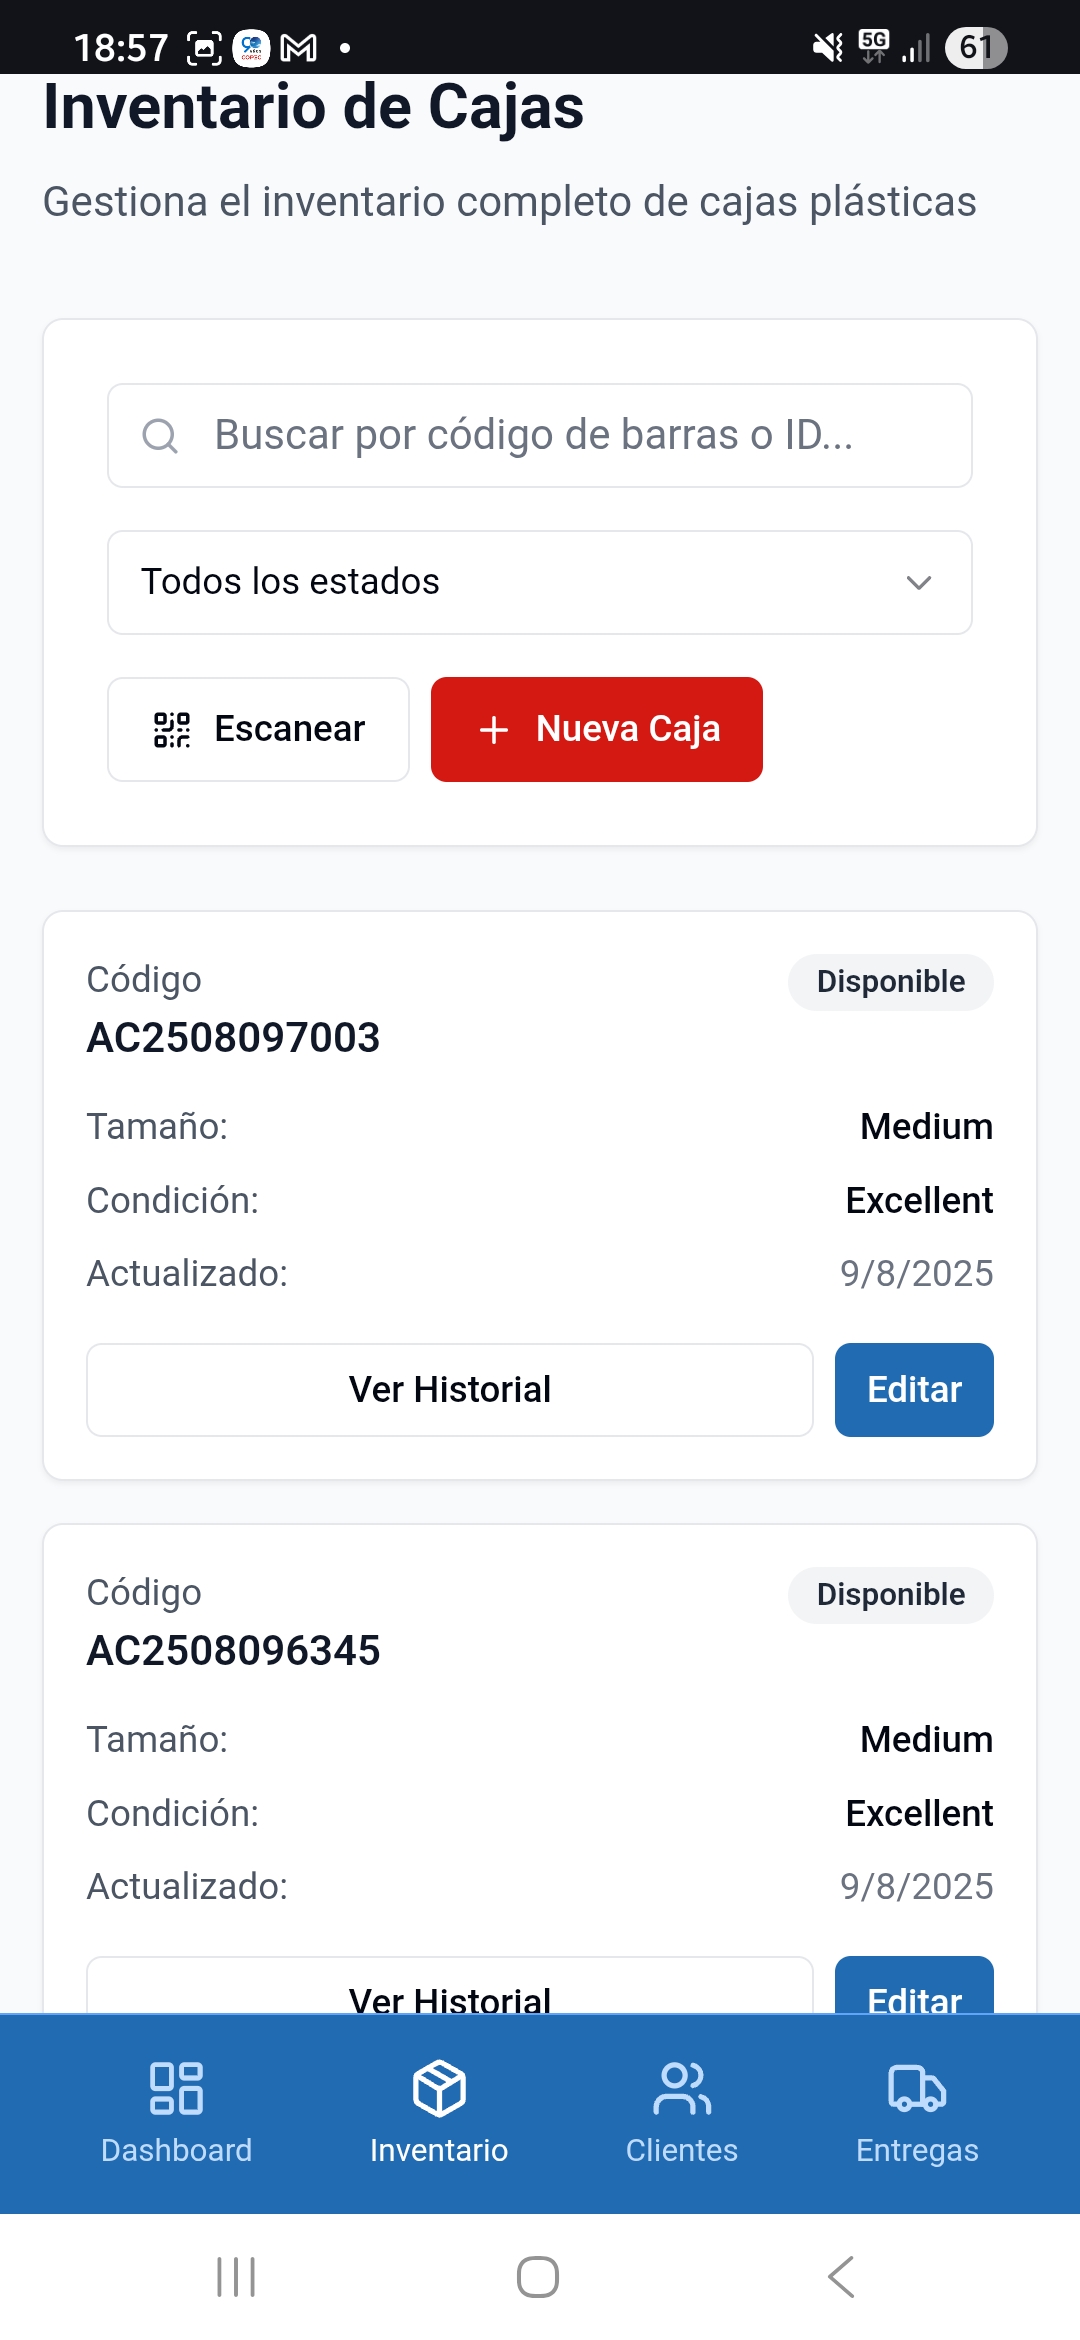 18:57
5G
61
Inventario de Cajas
Gestiona el inventario completo de cajas plásticas
Buscar por código de barras o ID...
Todos los estados
Escanear
Nueva Caja
Código
Disponible
AC2508097003
Tamaño:
Medium
Condición:
Excellent
Actualizado:
9/8/2025
Ver Historial
Editar
Código
Disponible
AC2508096345
Tamaño:
Medium
Condición:
Excellent
Actualizado:
9/8/2025
Ver Historial
Editar
Dashboard
Inventario
Clientes
Entregas